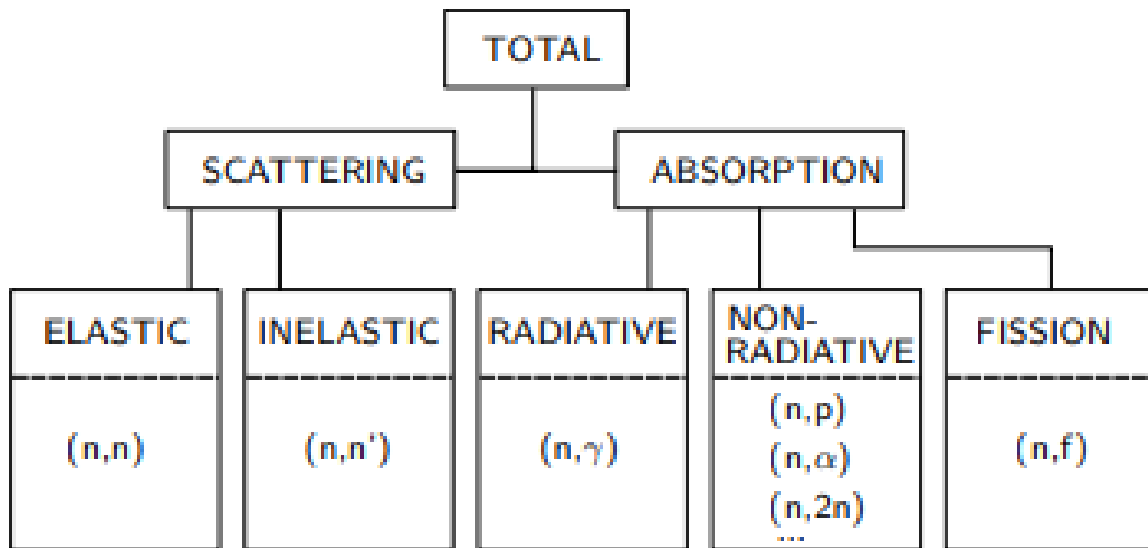 TOTAL
SCATTERING
ABSORPTION
ELASTIC
(n,n)
INELASTIC
(n,n')
RADIATIVE
(n,γ)
NON-
RADIATIVE
(n,p)
(n,α)
(n,2n)
...
FISSION
(n,f)